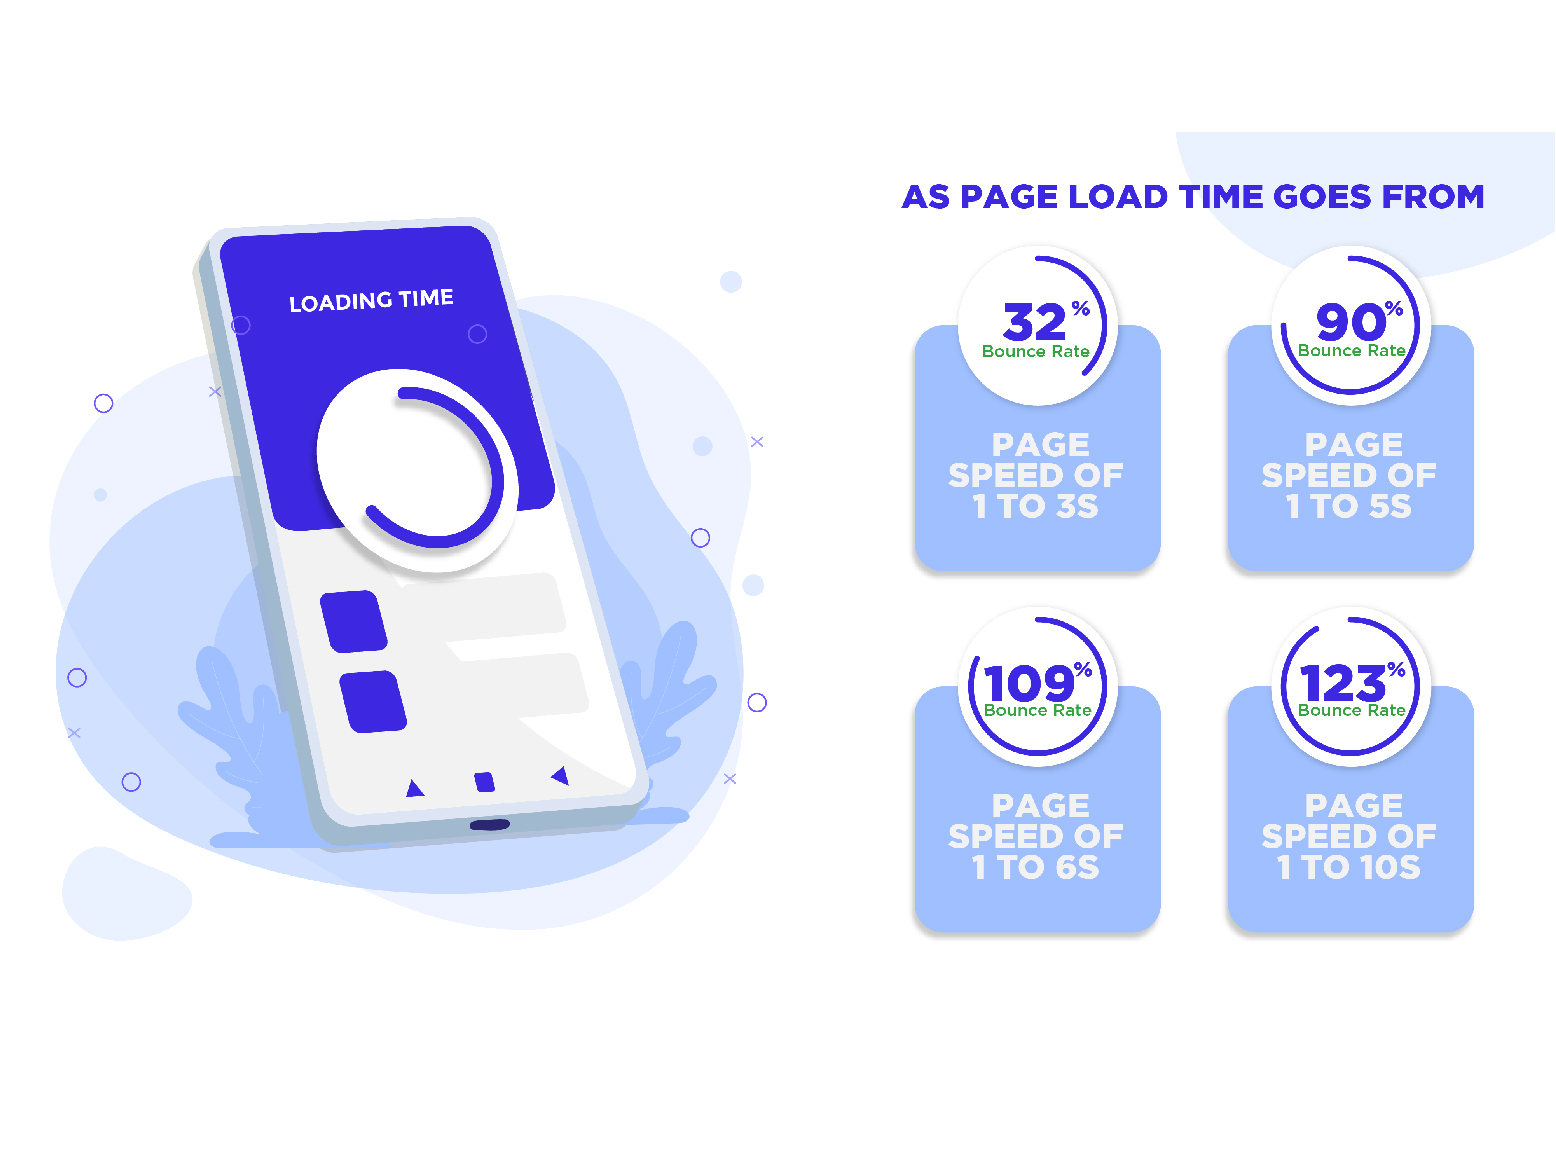 LOADING TIME
AS PAGE LOAD TIME GOES FROM
32%
Bounce Rate
PAGE
SPEED OF
1 TO 3S
90%
Bounce Rate
PAGE
SPEED OF
1 TO 5S
109%
Bounce Rate
PAGE
SPEED OF
1 TO 6S
123%
Bounce Rate
PAGE
SPEED OF
1 TO 10S